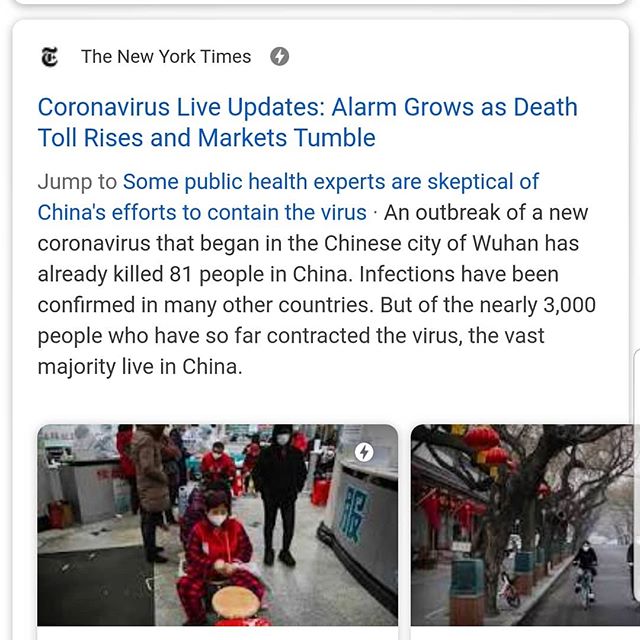 The New York Times
Coronavirus Live Updates: Alarm Grows as Death
Toll Rises and Markets Tumble
Jump to Some public health experts are skeptical of
China's efforts to contain the virus · An outbreak of a new
coronavirus that began in the Chinese city of Wuhan has
already killed 81 people in China. Infections have been
confirmed in many other countries. But of the nearly 3,000
people who have so far contracted the virus, the vast
majority live in China.
服